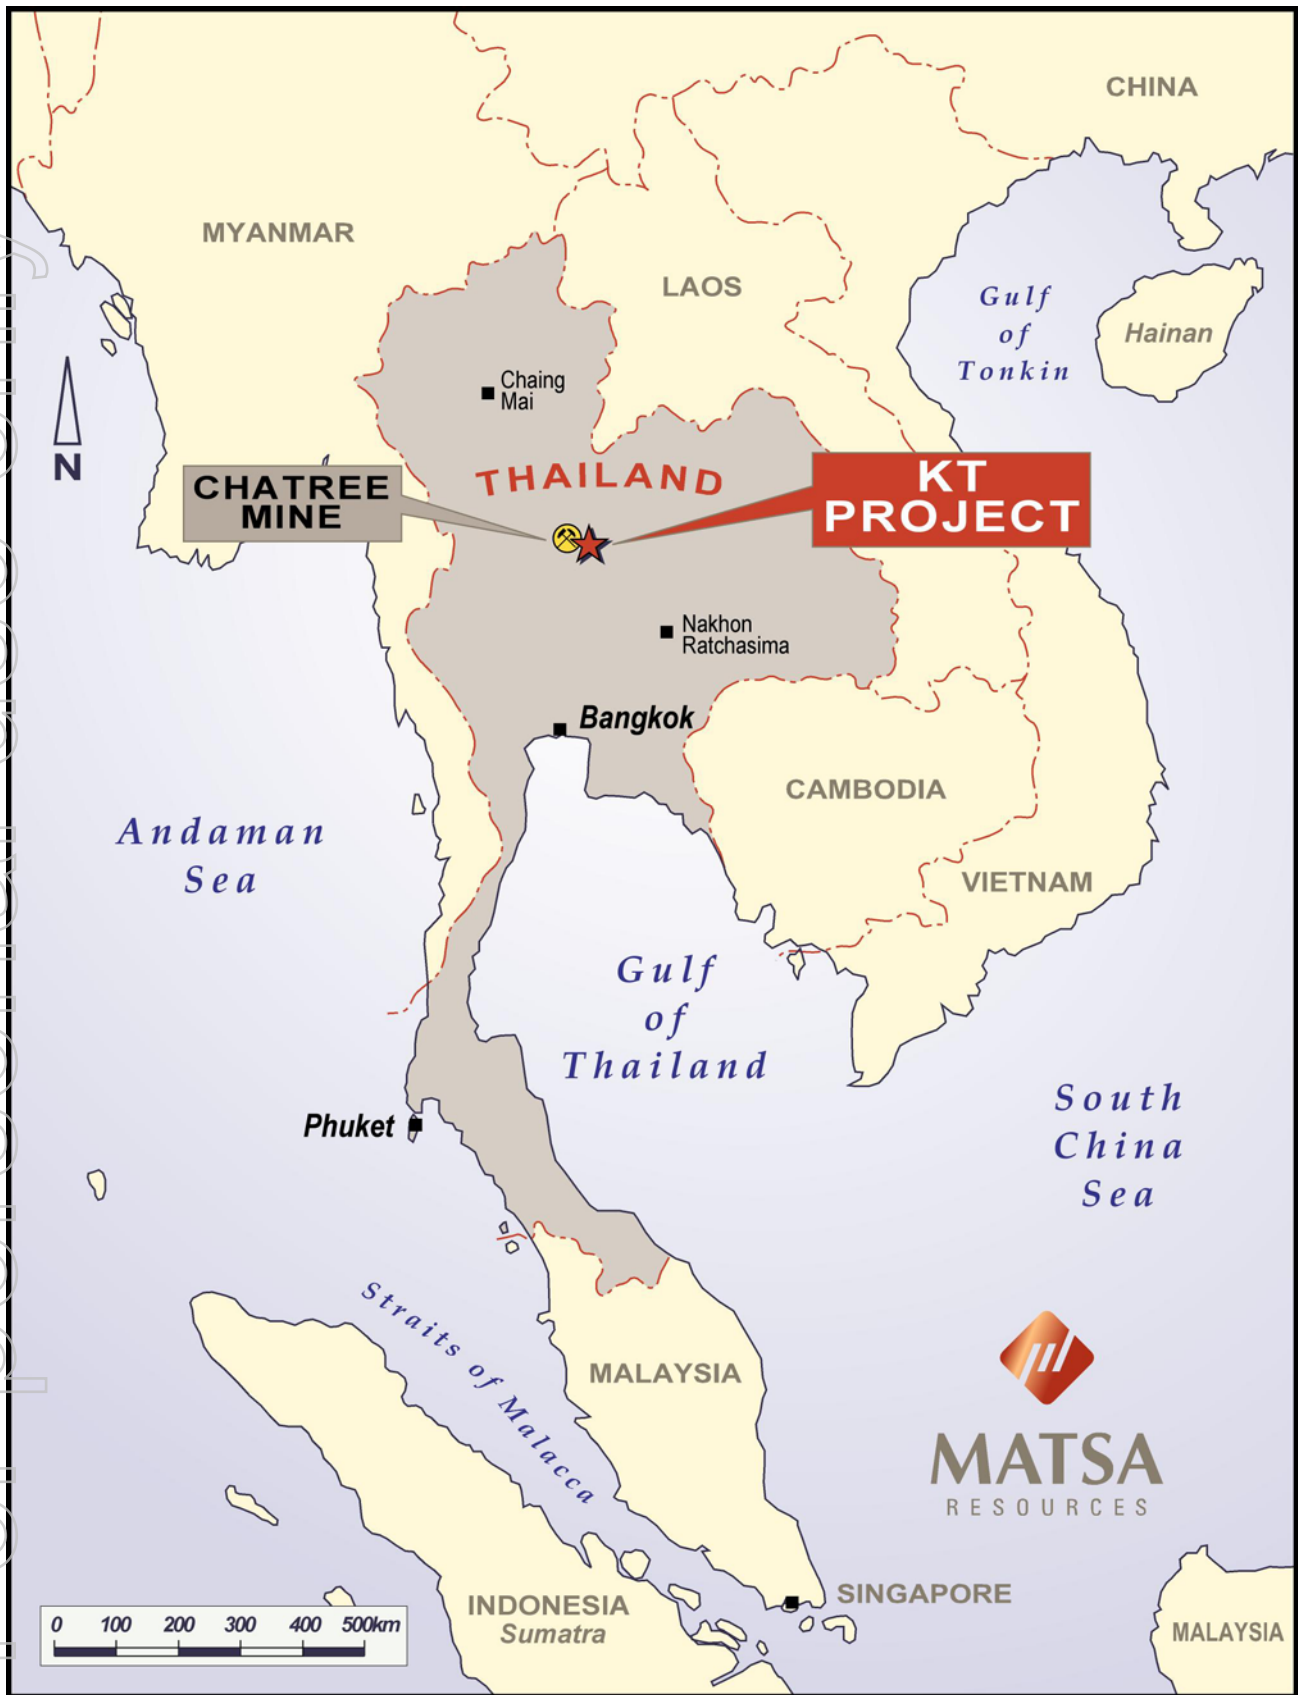 CHINA
MYANMAR
LAOS
Gulf
of
Tonkin
Hainan
Chaing
Mai
N
THAILAND
CHATREE
MINE
KT
PROJECT
Nakhon
Ratchasima
Bangkok
CAMBODIA
Andaman
Sea
VIETNAM
Gulf
of
Thailand
South
China
Sea
Phuket
Straits of Malacca
MALAYSIA
MATSA
RESOURCES
SINGAPORE
INDONESIA
Sumatra
0 100 200 300 400 500km
MALAYSIA